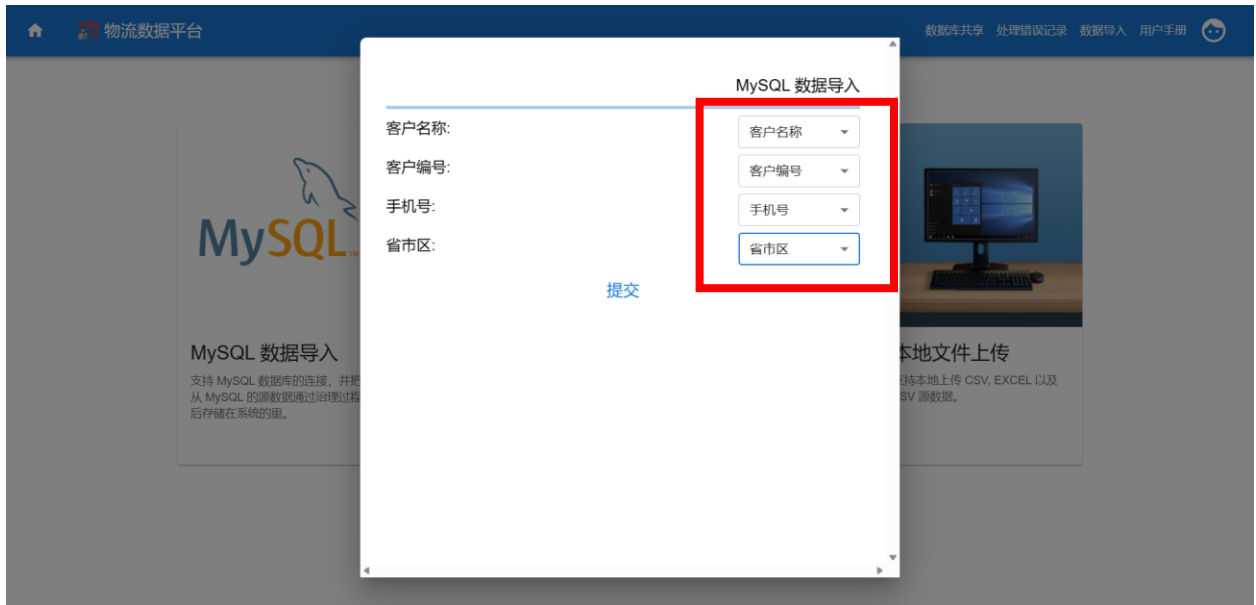 物流数据平台
数据库共享 处理错误记录 数据导入 用户手册
MySQL 数据导入
客户名称: 客户名称
客户编号: 客户编号
手机号: 手机号
省市区: 省市区
提交
MySQL
MySQL 数据导入
支持 MySQL 数据库的连接，并把
从 MySQL 的源数据通过治理过程
后存储在系统的里。
本地文件上传
支持本地上传 CSV, EXCEL 以及
SV 源数据。